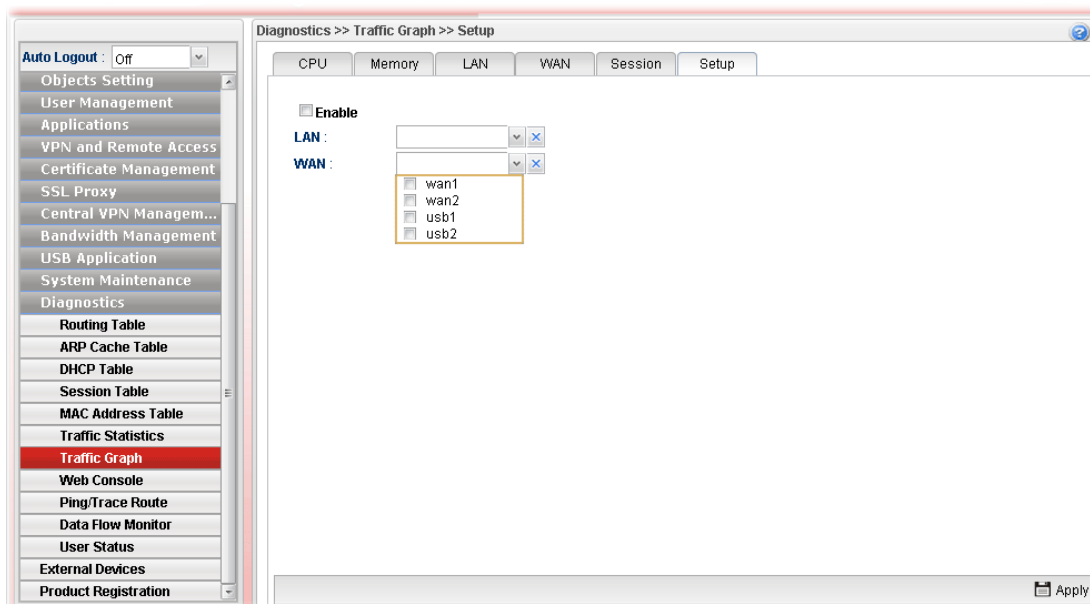 Diagnostics >> Traffic Graph >> Setup
Auto Logout : Off
Objects Setting
User Management
Applications
VPN and Remote Access
Certificate Management
SSL Proxy
Central VPN Managem...
Bandwidth Management
USB Application
System Maintenance
Diagnostics
Routing Table
ARP Cache Table
DHCP Table
Session Table
MAC Address Table
Traffic Statistics
Traffic Graph
Web Console
Ping/Trace Route
Data Flow Monitor
User Status
External Devices
Product Registration
CPU Memory LAN WAN Session Setup
Enable
LAN :
WAN :
wan1
wan2
usb1
usb2
Apply